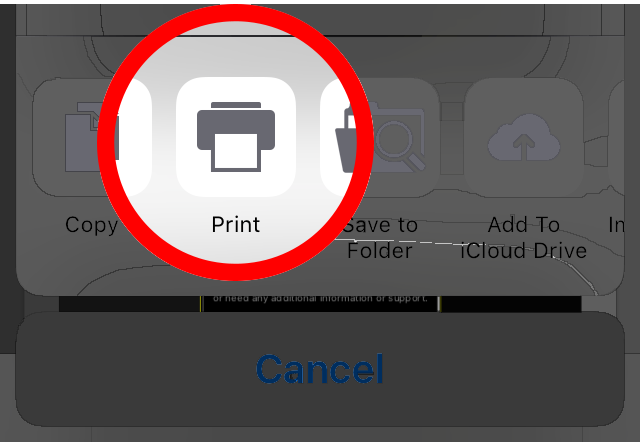 Copy
Print
Save to
Folder
Add To
iCloud Drive
In
or need any additional information or support.
Cancel